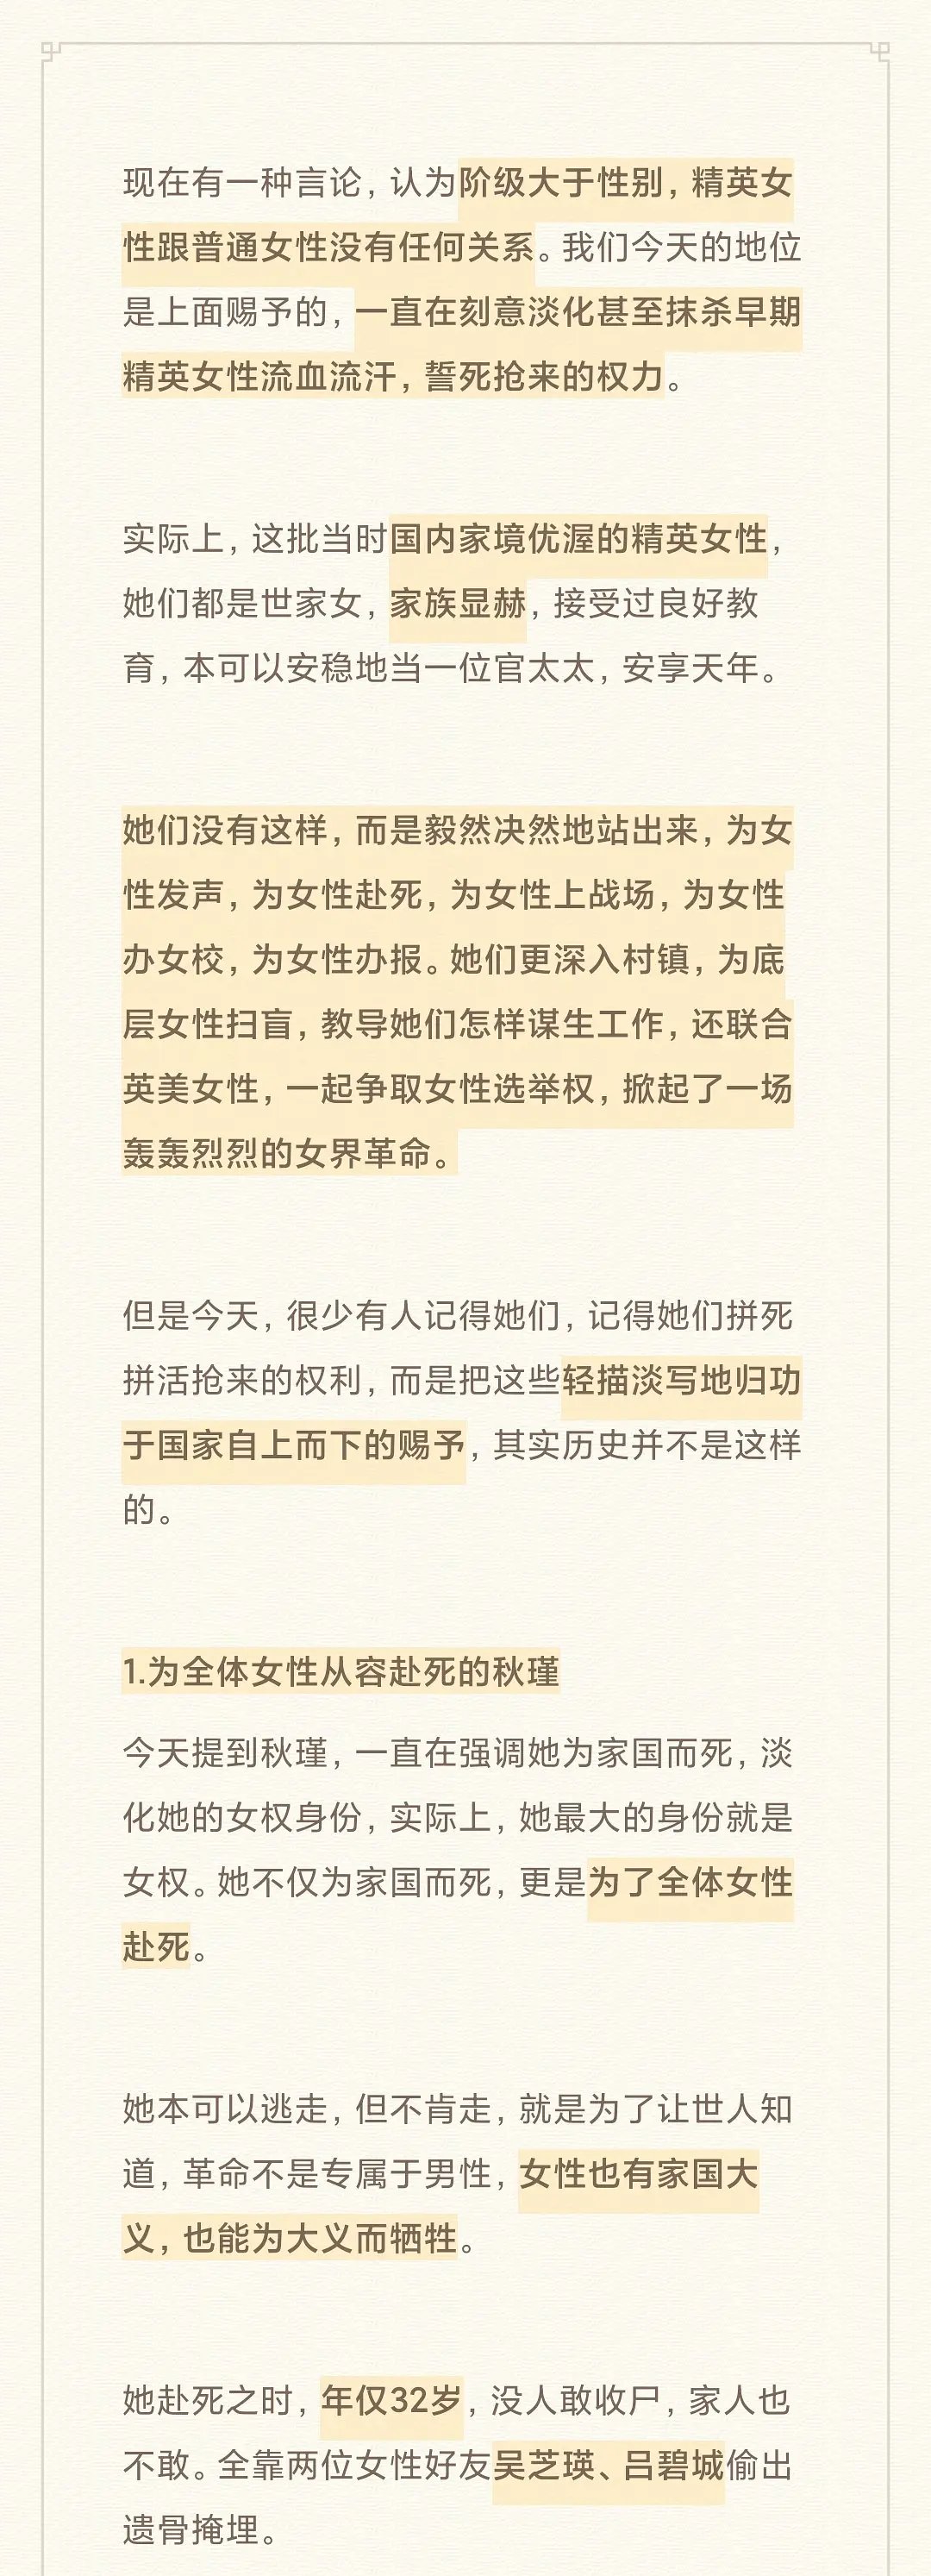 现在有一种言论，认为阶级大于性别，精英女
性跟普通女性没有任何关系。我们今天的地位
是上面赐予的，一直在刻意淡化甚至抹杀早期
精英女性流血流汗，誓死抢来的权力。
实际上，这批当时国内家境优渥的精英女性，
她们都是世家女，家族显赫，接受过良好教
育，本可以安稳地当一位官太太，安享天年。
她们没有这样，而是毅然决然地站出来，为女
性发声，为女性赴死，为女性上战场，为女性
办女校，为女性办报。她们更深入村镇，为底
层女性扫盲，教导她们怎样谋生工作，还联合
英美女性，一起争取女性选举权，掀起了一场
轰轰烈烈的女界革命。
但是今天，很少有人记得她们，记得她们拼死
拼活抢来的权利，而是把这些轻描淡写地归功
于国家自上而下的赐予，其实历史并不是这样
的。
1.为全体女性从容赴死的秋瑾
今天提到秋瑾，一直在强调她为家国而死，淡
化她的女权身份，实际上，她最大的身份就是
女权。她不仅为家国而死，更是为了全体女性
赴死。
她本可以逃走，但不肯走，就是为了让世人知
道，革命不是专属于男性，女性也有家国大
义，也能为大义而牺牲。
她赴死之时，年仅32岁，没人敢收尸，家人也
不敢。全靠两位女性好友吴芝瑛、吕碧城偷出
遗骨掩埋。